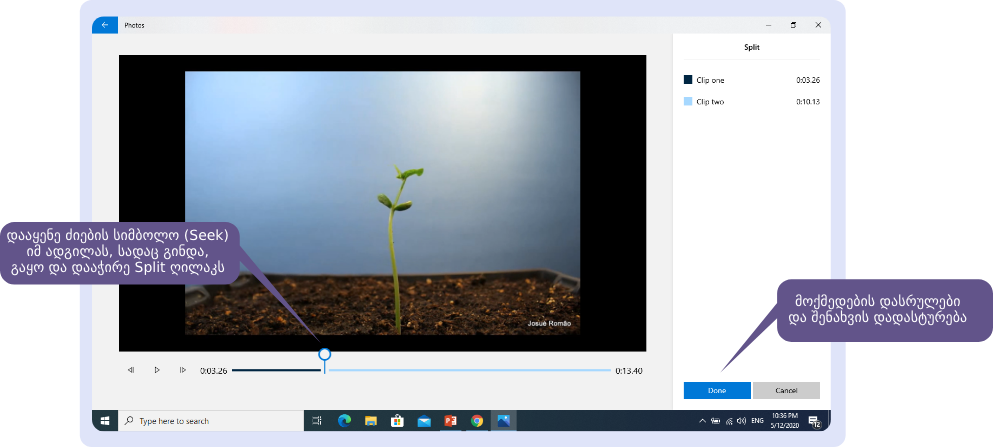 Photos
Split
Clip one 0:03.26
Clip two 0:10.13
დააყენე ძიების სიმბოლო (Seek)
იმ ადგილას, სადაც გინდა,
გაყო და დააჭირე Split ღილაკს
Josué Romão
მოქმედების დასრულები
და შენახვის დადასტურება
0:03.26 0:13.40
Done Cancel
Type here to search
ENG
10:36 PM
5/12/2020
12